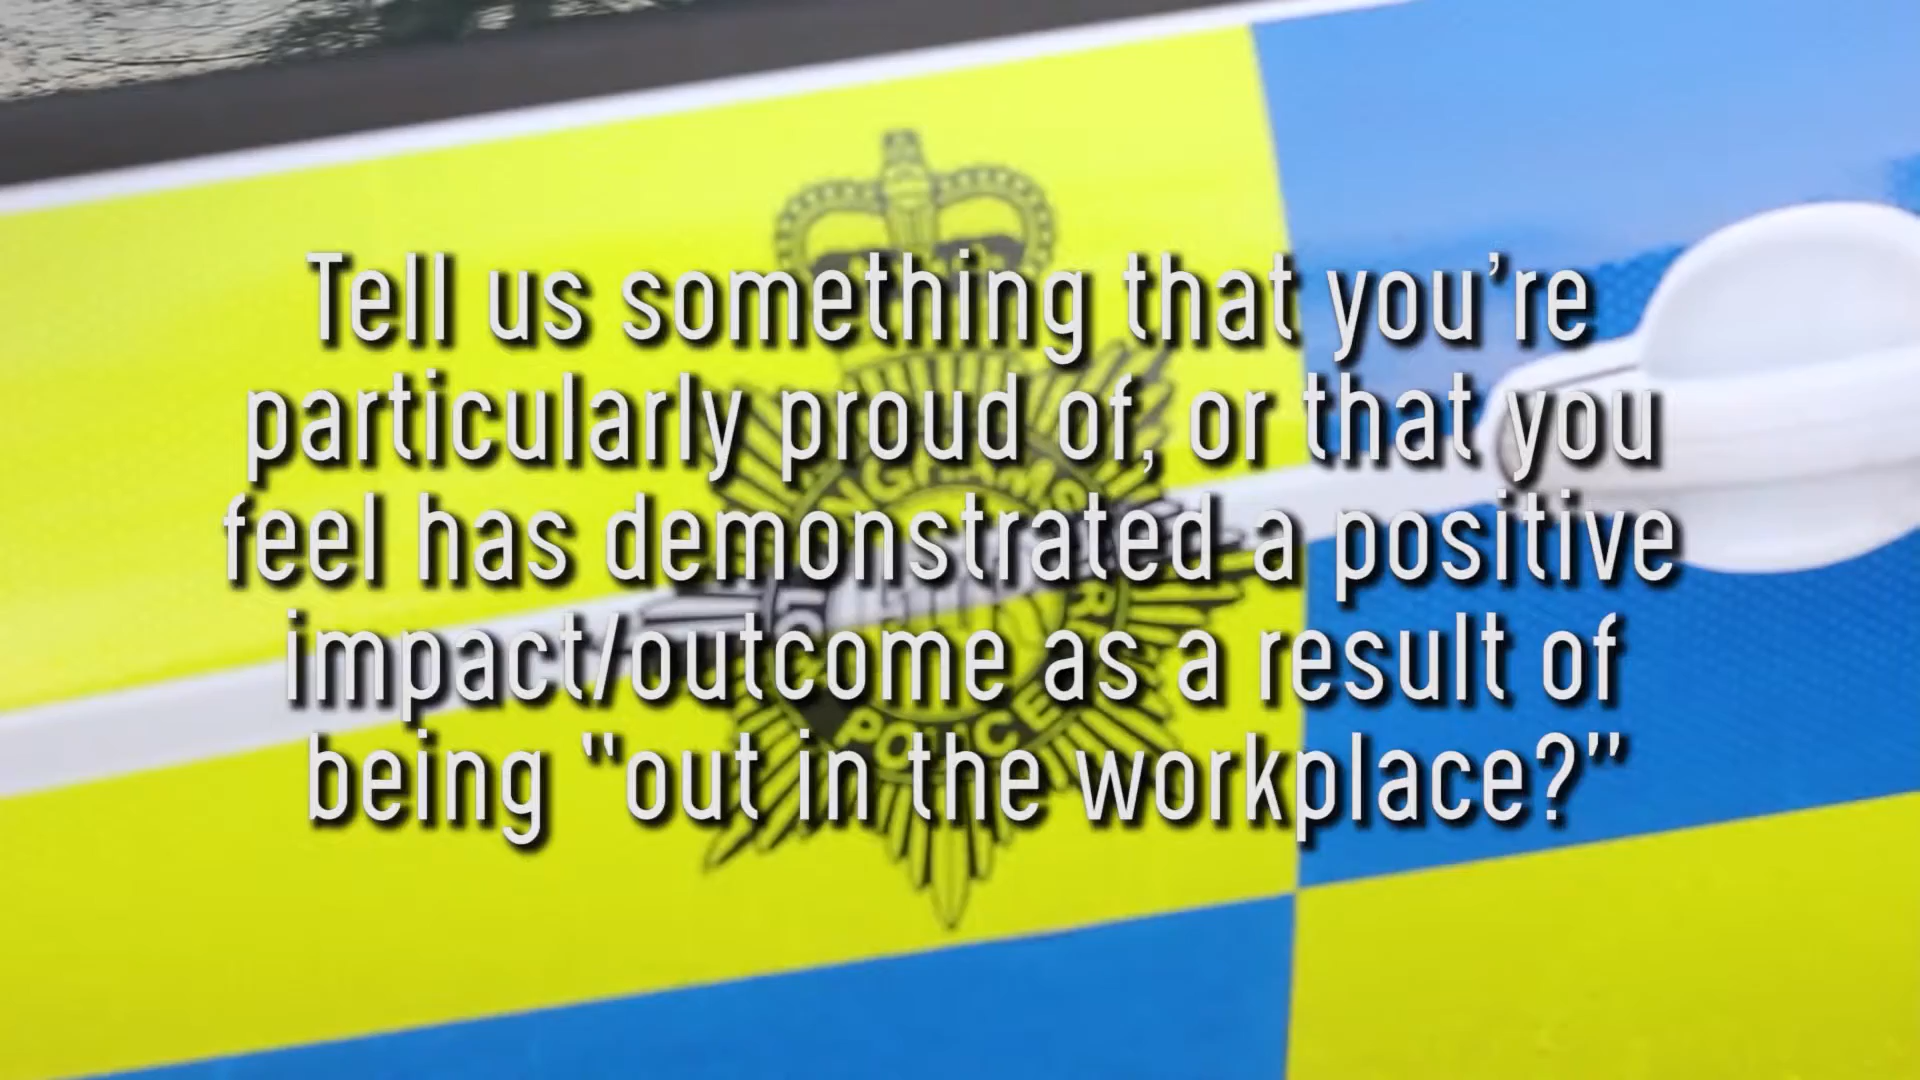 Tell us something that you’re
particularly proud of, or that you
feel has demonstrated a positive
impact/outcome as a result of
being "out in the workplace?”
POLICE